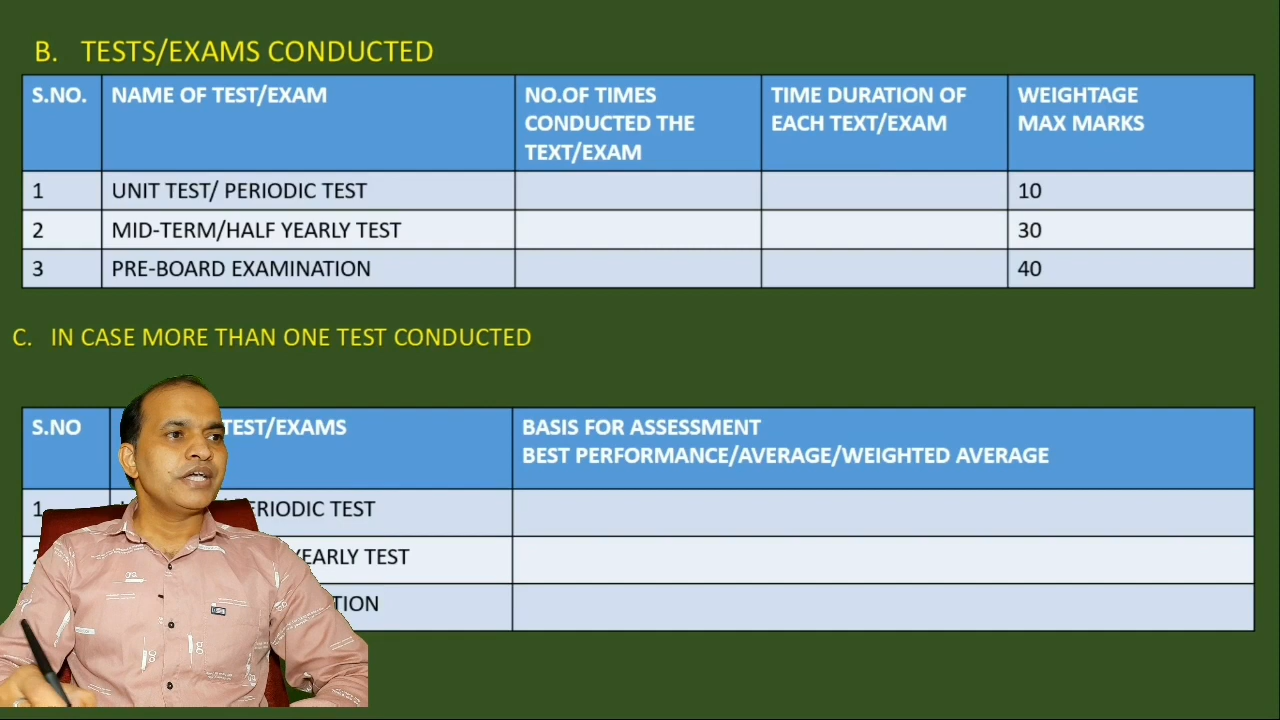 B. TESTS/EXAMS CONDUCTED
S.NO. NAME OF TEST/EXAM NO.OF TIMES CONDUCTED THE TEXT/EXAM TIME DURATION OF EACH TEXT/EXAM WEIGHTAGE MAX MARKS
1 UNIT TEST/ PERIODIC TEST 10
2 MID-TERM/HALF YEARLY TEST 30
3 PRE-BOARD EXAMINATION 40
C. IN CASE MORE THAN ONE TEST CONDUCTED
S.NO TEST/EXAMS BASIS FOR ASSESSMENT
BEST PERFORMANCE/AVERAGE/WEIGHTED AVERAGE
1 PERIODIC TEST
YEARLY TEST